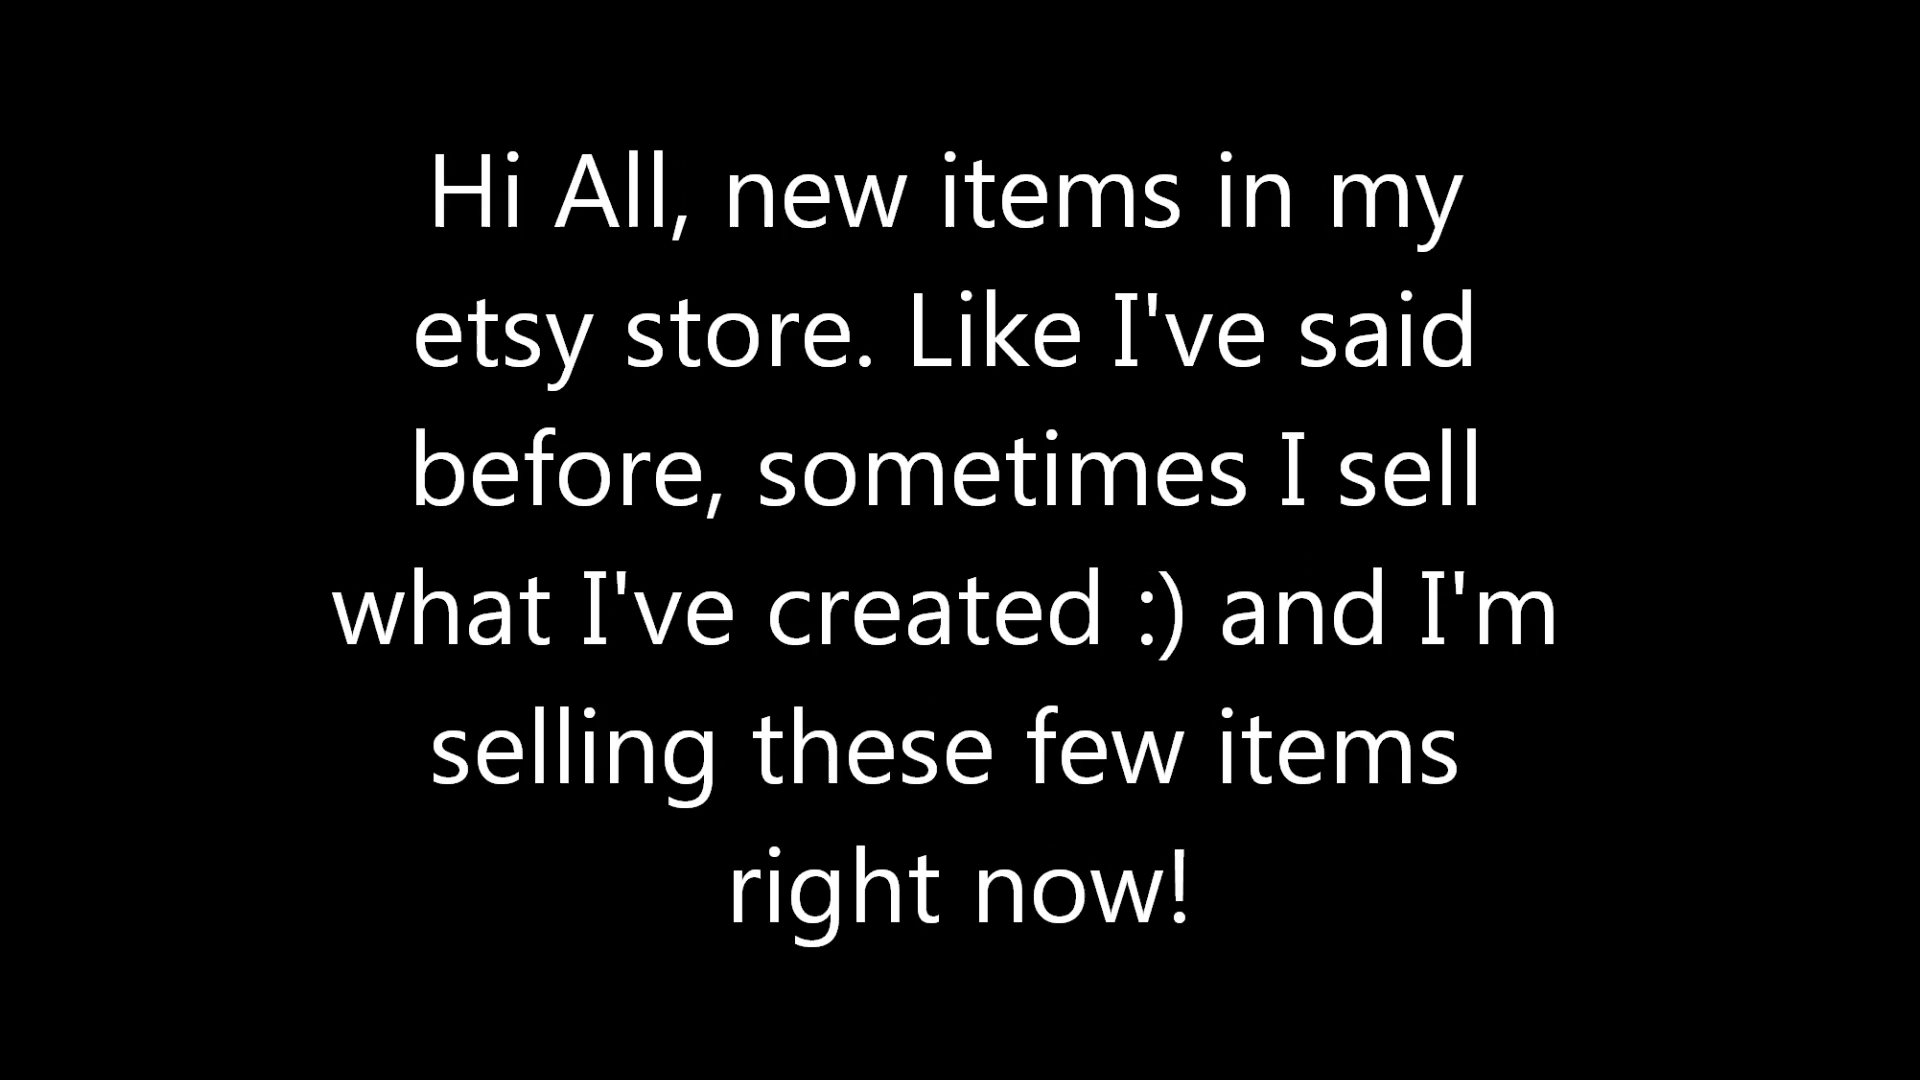 Hi All, new items in my
etsy store. Like I've said
before, sometimes I sell
what I've created :) and I'm
selling these few items
right now!